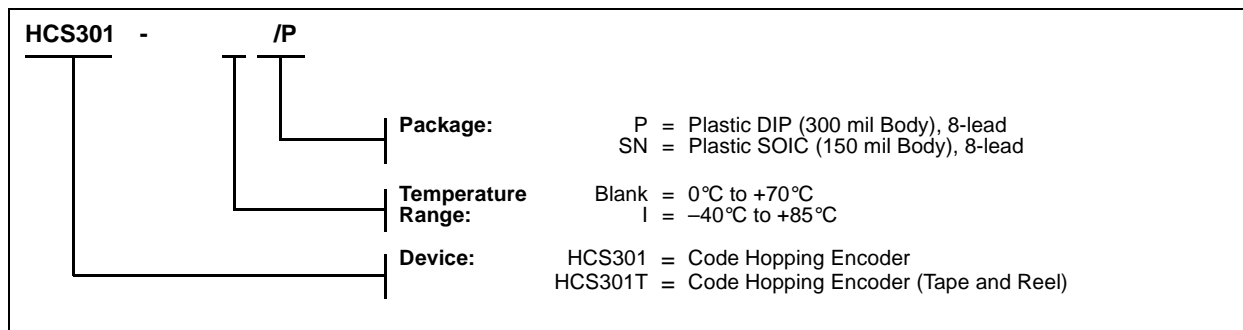 HCS301 - /P
Package: P = Plastic DIP (300 mil Body), 8-lead
SN = Plastic SOIC (150 mil Body), 8-lead
Temperature Blank = 0°C to +70°C
Range: I = –40°C to +85°C
Device: HCS301 = Code Hopping Encoder
HCS301T = Code Hopping Encoder (Tape and Reel)